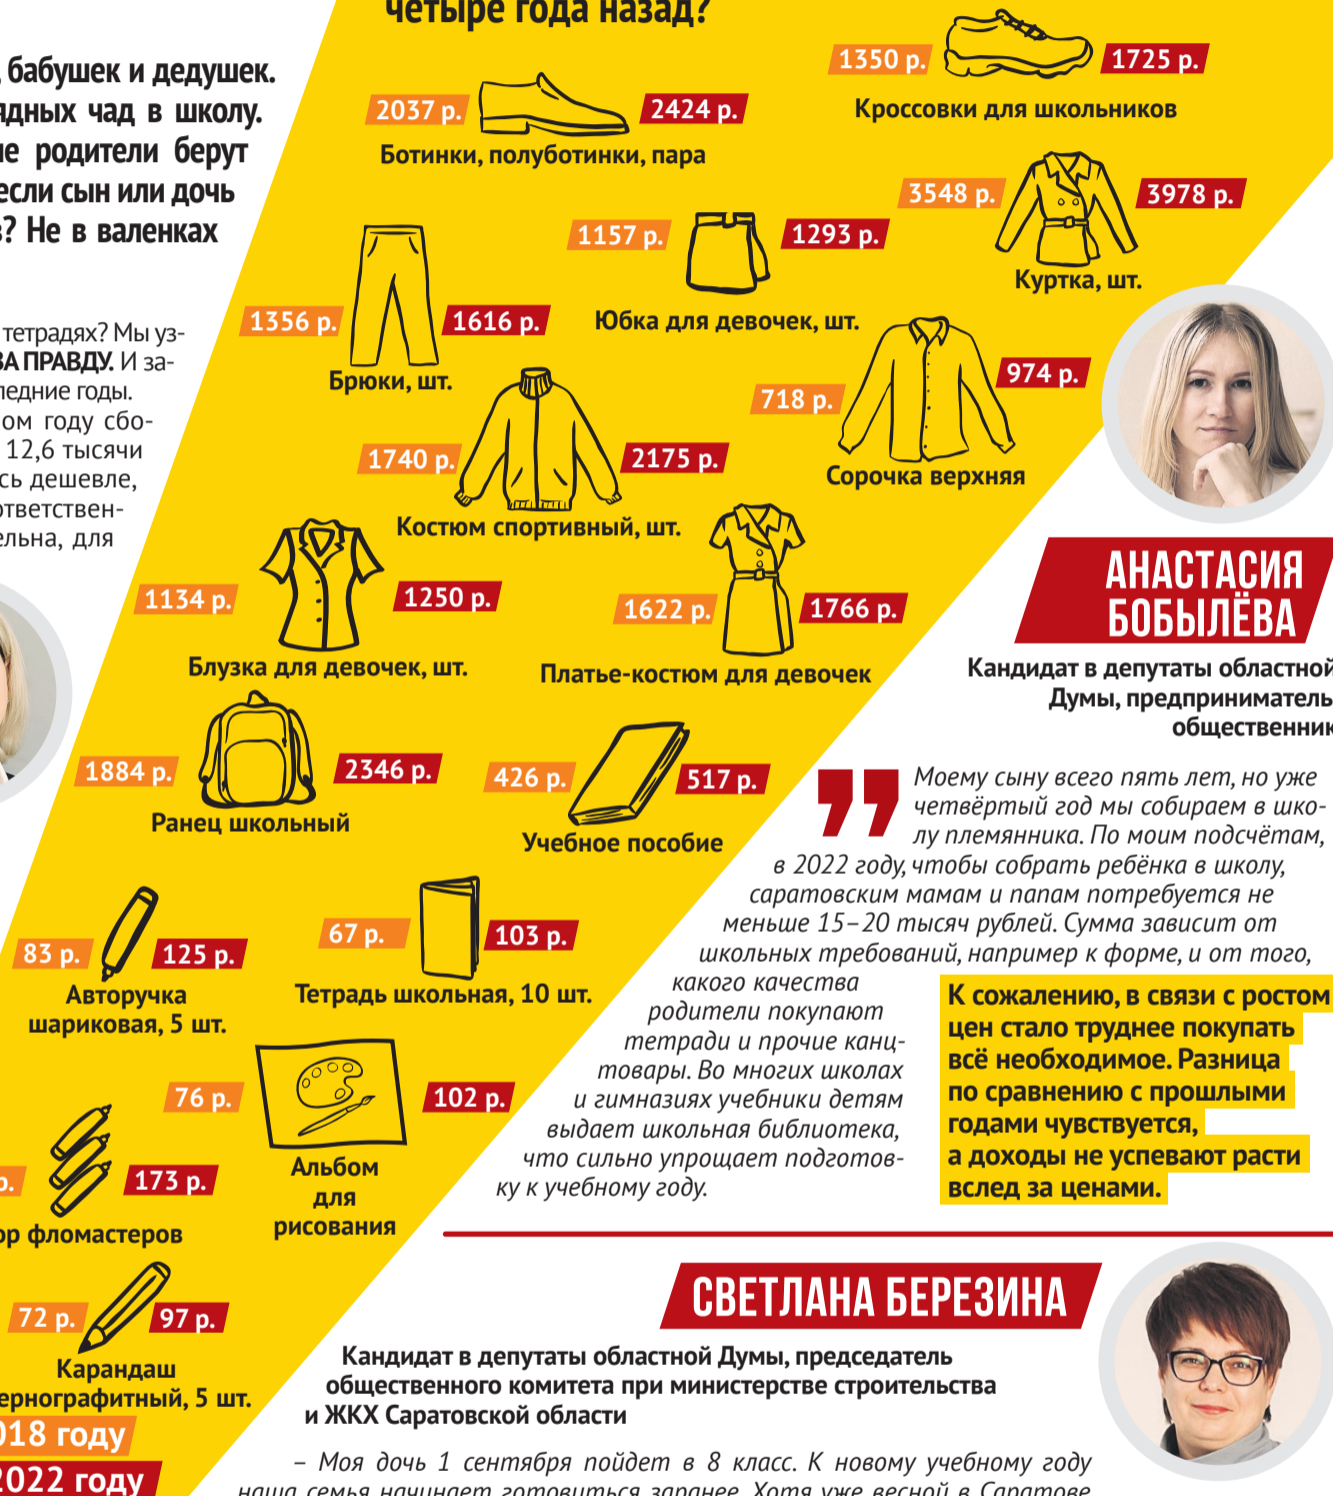 четыре года назад?
бабушек и дедушек.
чад в школу.
родители берут
если сын или дочь
? Не в валенках
тетрадях? Мы уз-
ЗА ПРАВДУ. И за-
годы.
году сбо-
12,6 тысячи
дешевле,
для
1350 р.
1725 р.
Кроссовки для школьников
2037 р.
2424 р.
Ботинки, полуботинки, пара
3548 р.
3978 р.
Куртка, шт.
1157 р.
1293 р.
Юбка для девочек, шт.
1356 р.
1616 р.
Брюки, шт.
718 р.
974 р.
Сорочка верхняя
1740 р.
2175 р.
Костюм спортивный, шт.
1134 р.
1250 р.
Блузка для девочек, шт.
1622 р.
1766 р.
Платье-костюм для девочек
1884 р.
2346 р.
Ранец школьный
426 р.
517 р.
Учебное пособие
83 р.
125 р.
Авторучка
шариковая, 5 шт.
67 р.
103 р.
Тетрадь школьная, 10 шт.
76 р.
102 р.
Альбом
для
рисования
р.
173 р.
фломастеров
72 р.
97 р.
Карандаш
5 шт.
году
2022 году
АНАСТАСИЯ
БОБЫЛЁВА
Кандидат в депутаты областной
Думы, предприниматель
общественник
Моему сыну всего пять лет, но уже
четвёртый год мы собираем в шко-
лу племянника. По моим подсчётам,
в 2022 году, чтобы собрать ребёнка в школу,
саратовским мамам и папам потребуется не
меньше 15–20 тысяч рублей. Сумма зависит от
школьных требований, например к форме, и от того,
какого качества
родители покупают
тетради и прочие канц-
товары. Во многих школах
и гимназиях учебники детям
выдает школьная библиотека,
что сильно упрощает подготов-
ку к учебному году.
К сожалению, в связи с ростом
цен стало труднее покупать
всё необходимое. Разница
по сравнению с прошлыми
годами чувствуется,
а доходы не успевают расти
вслед за ценами.
СВЕТЛАНА БЕРЕЗИНА
Кандидат в депутаты областной Думы, председатель
общественного комитета при министерстве строительства
и ЖКХ Саратовской области
– Моя дочь 1 сентября пойдет в 8 класс. К новому учебному году
наша семья начинает готовиться заранее. Хотя уже весной в Саратове